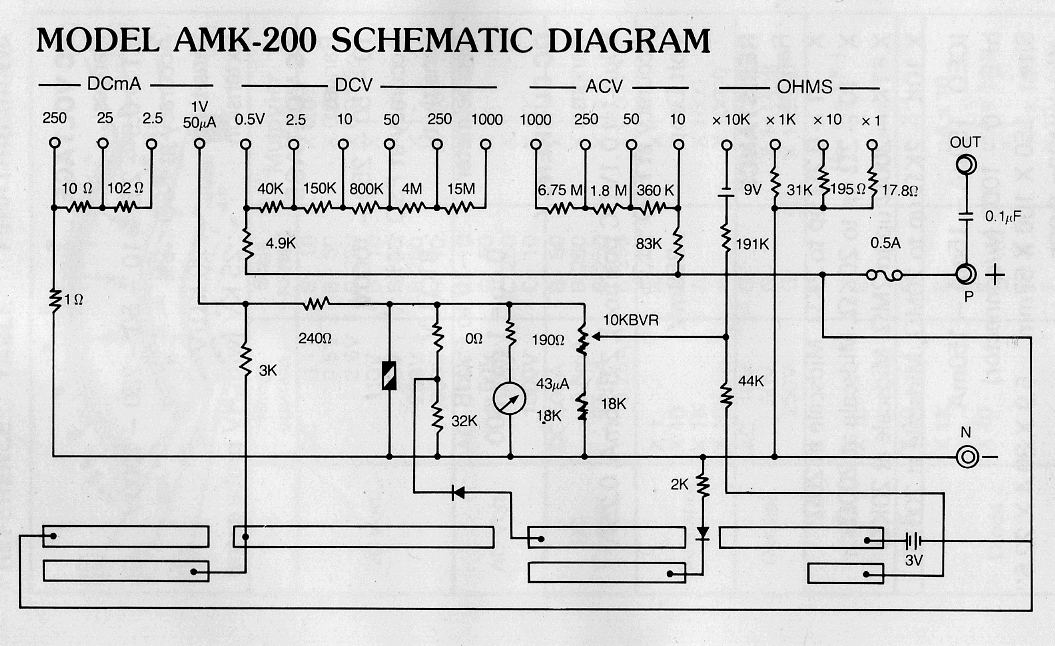 MODEL AMK-200 SCHEMATIC DIAGRAM
DCmA DCV ACV OHMS
250 25 2.5 1V 50µA 0.5V 2.5 10 50 250 1000 1000 250 50 10 ×10K ×1K ×10 ×1
OUT
10 Ω 102Ω 40K 150K 800K 4M 15M 6.75 M 1.8 M 360 K 9V 31K 195Ω 17.8Ω
0.1µF
4.9K 83K 191K 0.5A
P +
1Ω
240Ω 0Ω 190Ω 10KBVR
3K 43µA 44K
32K 18K 18K
N −
2K
3V